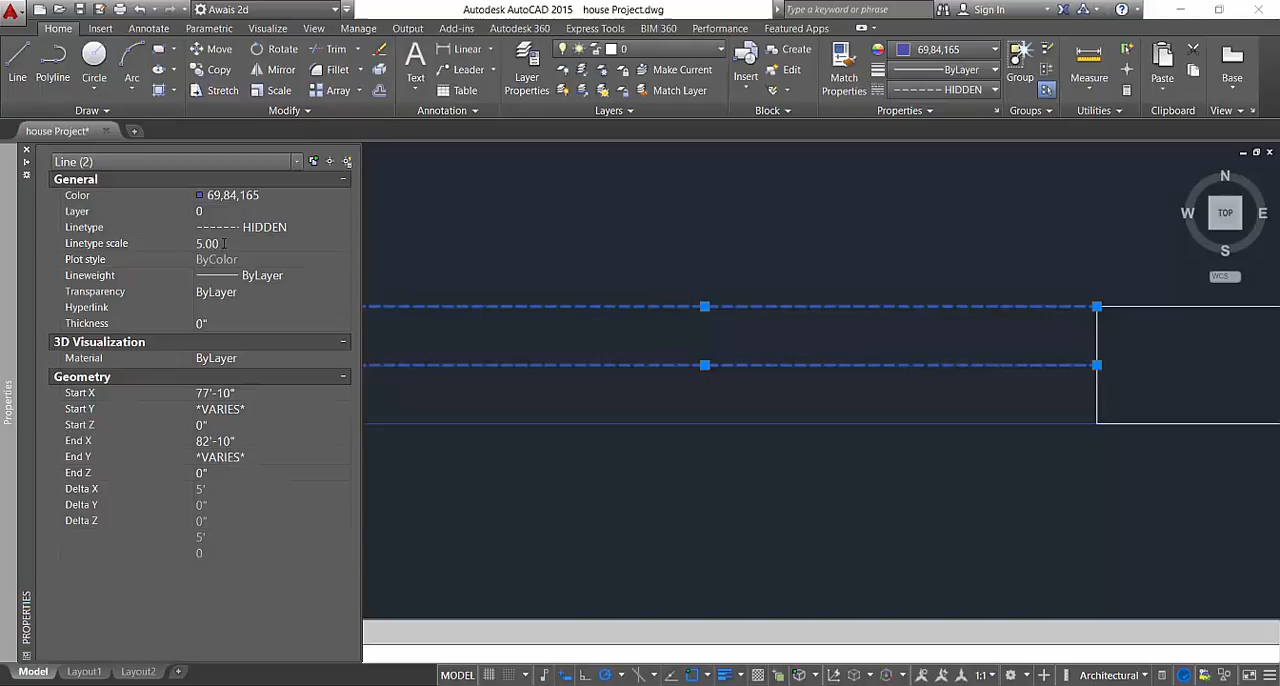 Awais 2d
Autodesk AutoCAD 2015 house Project.dwg
Type a keyword or phrase
Sign In
Home Insert Annotate Parametric Visualize View Manage Output Add-ins Autodesk 360 Express Tools BIM 360 Performance Featured Apps
Line Polyline Circle Arc
Move Rotate Trim
Copy Mirror Fillet
Stretch Scale Array
Text Linear
Leader
Table
Layer Properties
0
Make Current
Match Layer
Insert Create
Edit
Match Properties
69,84,165
ByLayer
HIDDEN
Group Measure Paste Base
Draw Modify Annotation Layers Block Properties Groups Utilities Clipboard View
house Project*
Line (2)
General
Color 69,84,165
Layer 0
Linetype HIDDEN
Linetype scale 5.00
Plot style ByColor
Lineweight ByLayer
Transparency ByLayer
Hyperlink
Thickness 0"
3D Visualization
Material ByLayer
Geometry
Start X 77'-10"
Start Y *VARIES*
Start Z 0"
End X 82'-10"
End Y *VARIES*
End Z 0"
Delta X 5'
Delta Y 0"
Delta Z 0"
5'
0
Properties
PROPERTIES
N
W TOP E
S
WCS
Model Layout1 Layout2
MODEL 1:1 Architectural